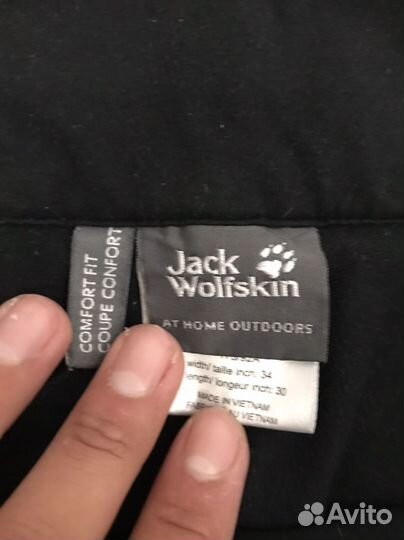 COMFORT FIT
COUPE CONFORT
Jack
Wolfskin
AT HOME OUTDOORS
width/ taille inch: 34
length/ longeur inch: 30
MADE IN VIETNAM
AU VIETNAM
Avito